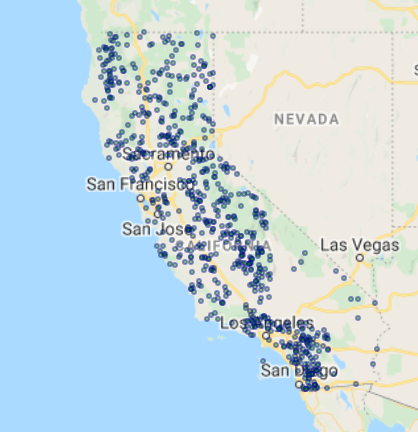 NEVADA
Sacramento
San Francisco
San Jose
CALIFORNIA
Las Vegas
Los Angeles
San Diego